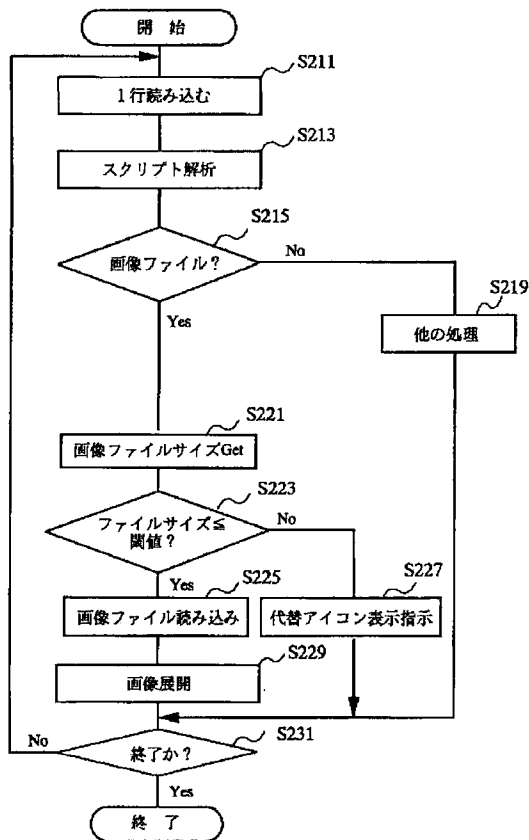 開 始
S211
1行読み込む
S213
スクリプト解析
S215
画像ファイル？
No
Yes
S219
他の処理
S221
画像ファイルサイズGet
S223
ファイルサイズ≦
閾値？
No
Yes
S225
画像ファイル読み込み
S227
代替アイコン表示指示
S229
画像展開
No
S231
終了か？
Yes
終 了